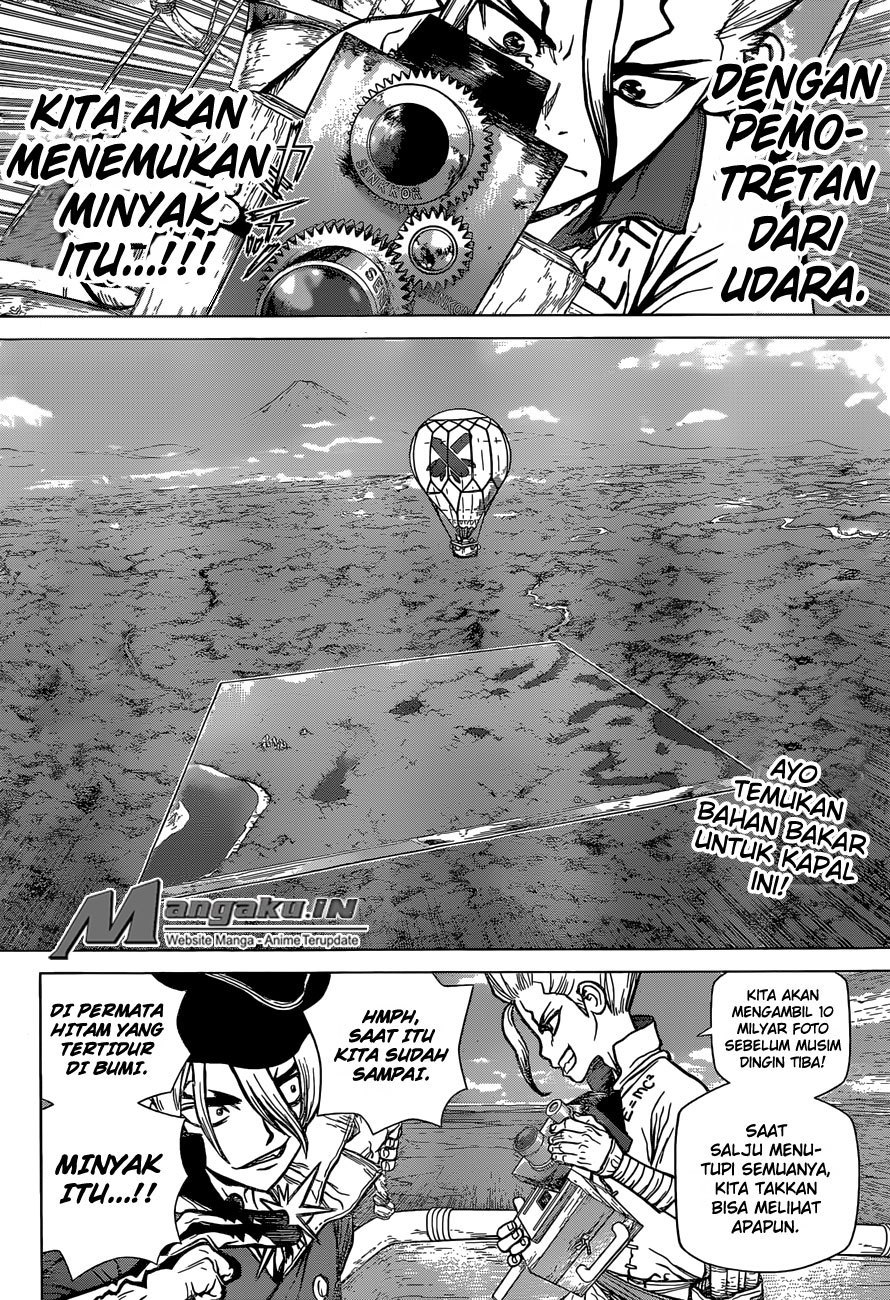 DENGAN
PEMO-
TRETAN
DARI
UDARA.
KITA AKAN
MENEMUKAN
MINYAK
ITU...!!!
SENKKOH
SENKKOH
AYO
TEMUKAN
BAHAN BAKAR
UNTUK KAPAL
INI!
Mangaku.IN
Website Manga - Anime Terupdate
KITA AKAN
MENGAMBIL 10
MILYAR FOTO
SEBELUM MUSIM
DINGIN TIBA!
SAAT
SALJU MENU-
TUPI SEMUANYA,
KITA TAKKAN
BISA MELIHAT
APAPUN.
E=mc²
HMPH,
SAAT ITU
KITA SUDAH
SAMPAI.
DI PERMATA
HITAM YANG
TERTIDUR
DI BUMI.
MINYAK
ITU...!!